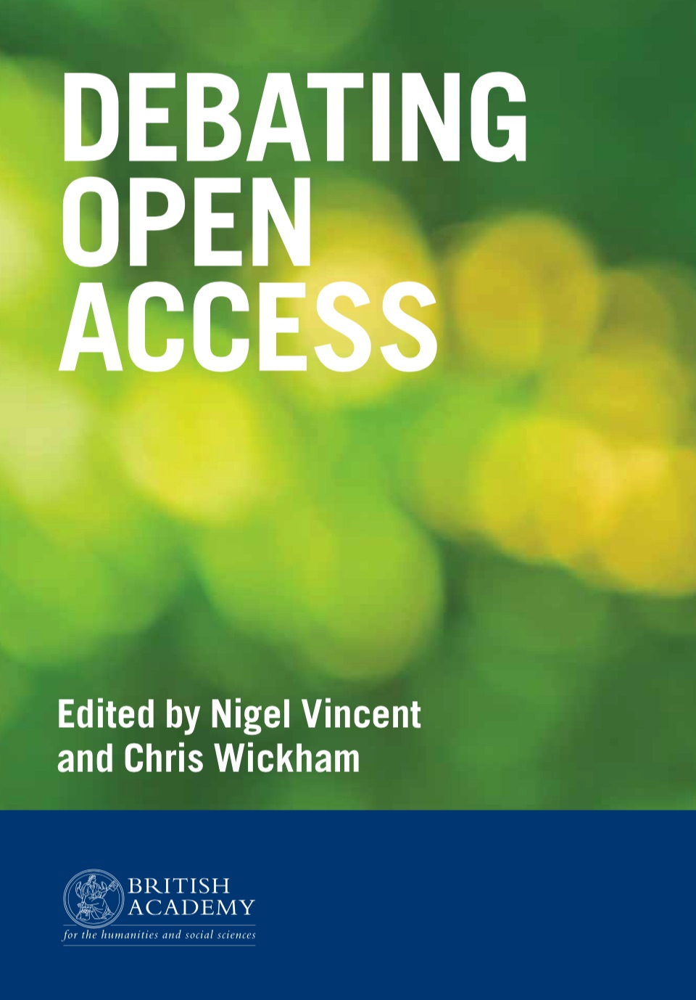 DEBATING
OPEN
ACCESS
Edited by Nigel Vincent
and Chris Wickham
BRITISH
ACADEMY
for the humanities and social sciences